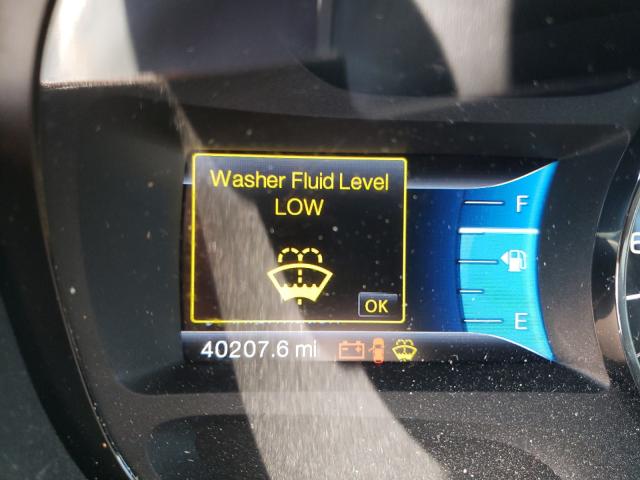 Washer Fluid Level
LOW
OK
F
E
40207.6 mi